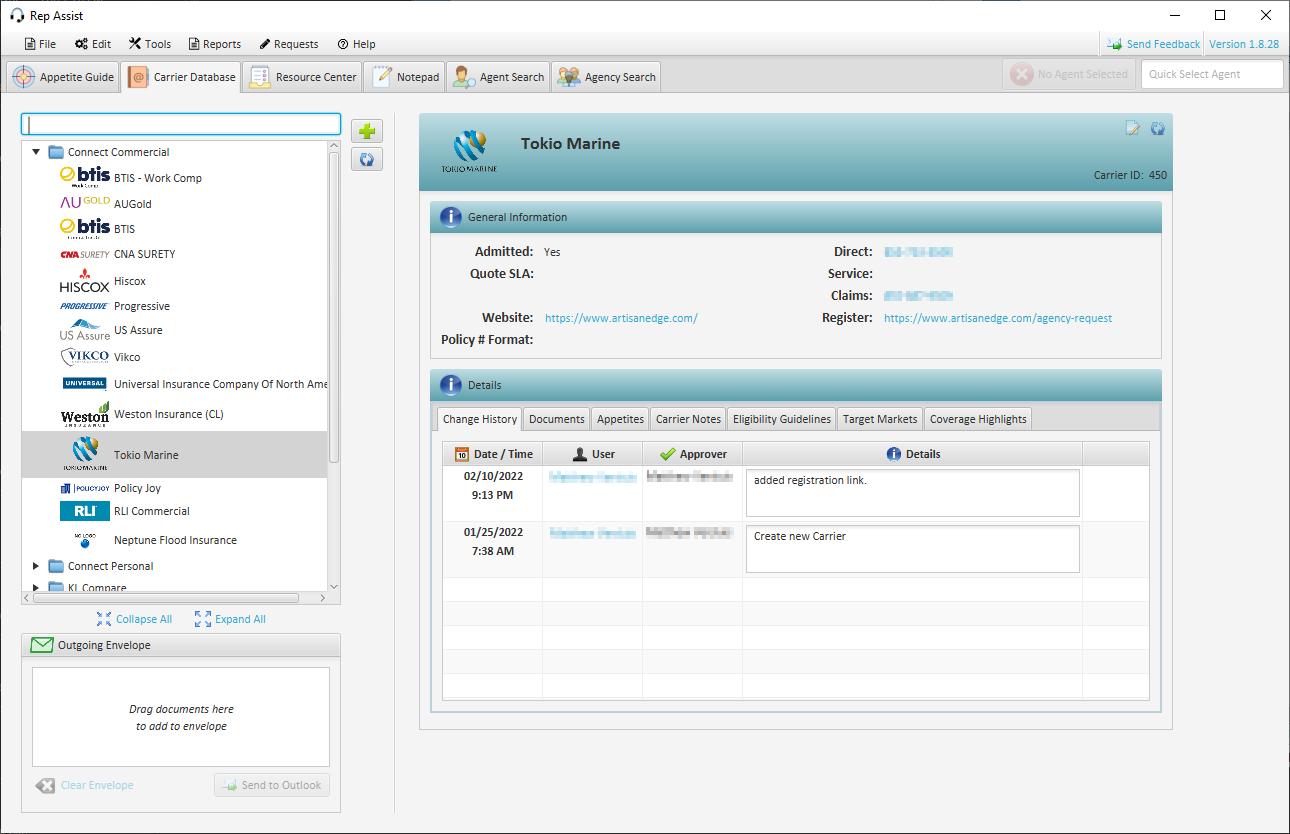 Rep Assist
File Edit Tools Reports Requests Help Send Feedback Version 1.8.28
Appetite Guide Carrier Database Resource Center Notepad Agent Search Agency Search No Agent Selected Quick Select Agent
Connect Commercial
btis Work Comp BTIS - Work Comp
AU GOLD AUGold
btis BTIS
CNA SURETY CNA SURETY
HISCOX Hiscox
PROGRESSIVE Progressive
US Assure US Assure
VIKCO Vikco
UNIVERSAL Universal Insurance Company Of North Ame
Weston INSURANCE Weston Insurance (CL)
TOKIO MARINE Tokio Marine
POLICYJOY Policy Joy
RLI RLI Commercial
NO LOGO Neptune Flood Insurance
Connect Personal
KL Compare
Collapse All Expand All
Outgoing Envelope
Drag documents here
to add to envelope
Clear Envelope Send to Outlook
TOKIO MARINE
Tokio Marine
Carrier ID: 450
General Information
Admitted: Yes Direct:
Quote SLA: Service:
Claims:
Website: https://www.artisanedge.com/ Register: https://www.artisanedge.com/agency-request
Policy # Format:
Details
Change History Documents Appetites Carrier Notes Eligibility Guidelines Target Markets Coverage Highlights
10 Date / Time User Approver Details
02/10/2022
9:13 PM
added registration link.
01/25/2022
7:38 AM
Create new Carrier